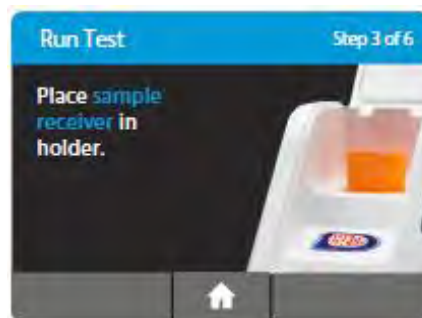 Run Test
Step 3 of 6
Place sample
receiver in
holder.